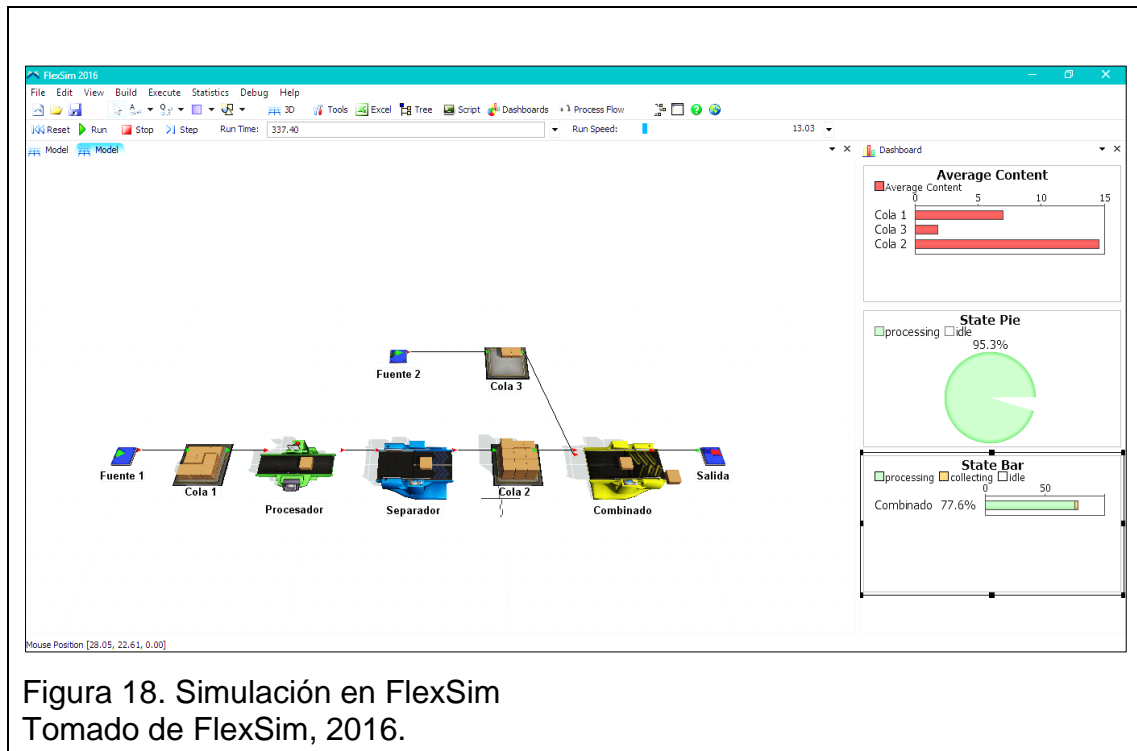 FlexSim 2016
File Edit View Build Execute Statistics Debug Help
3D Tools Excel Tree Script Dashboards Process Flow
Reset Run Stop Step Run Time: 337.40 Run Speed: 13.03
Model Model
Dashboard
Average Content
Average Content
0 5 10 15
Cola 1
Cola 3
Cola 2
State Pie
processing idle
95.3%
Fuente 2
Cola 3
Fuente 1
Cola 1
Procesador
Separador
Cola 2
Combinado
Salida
State Bar
processing collecting idle
0 50
Combinado 77.6%
Mouse Position [28.05, 22.61, 0.00]
Figura 18. Simulación en FlexSim
Tomado de FlexSim, 2016.